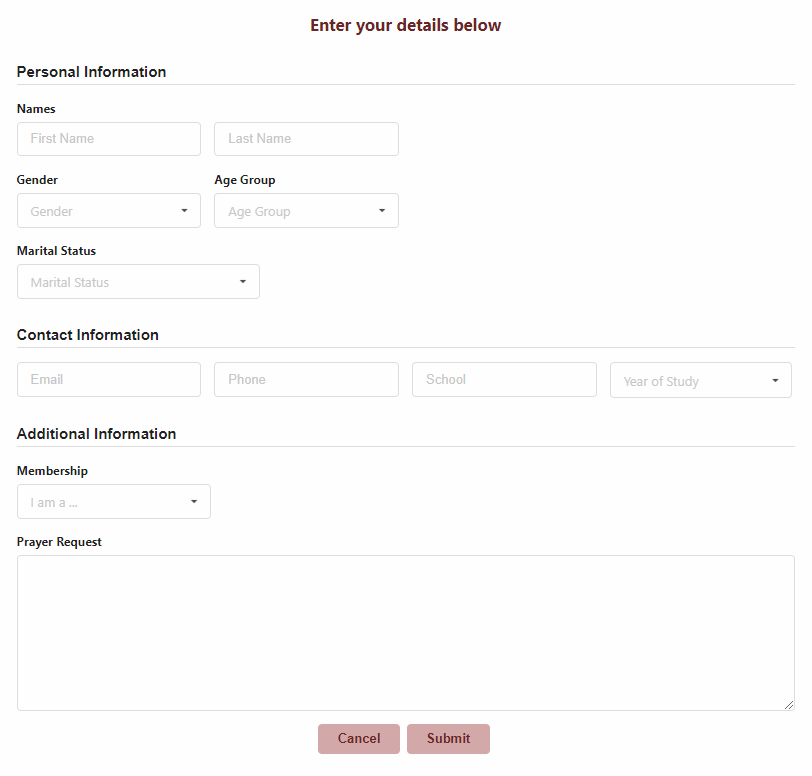 Enter your details below
Personal Information
Names
First Name Last Name
Gender Age Group
Gender Age Group
Marital Status
Marital Status
Contact Information
Email Phone School Year of Study
Additional Information
Membership
I am a ...
Prayer Request
Cancel Submit